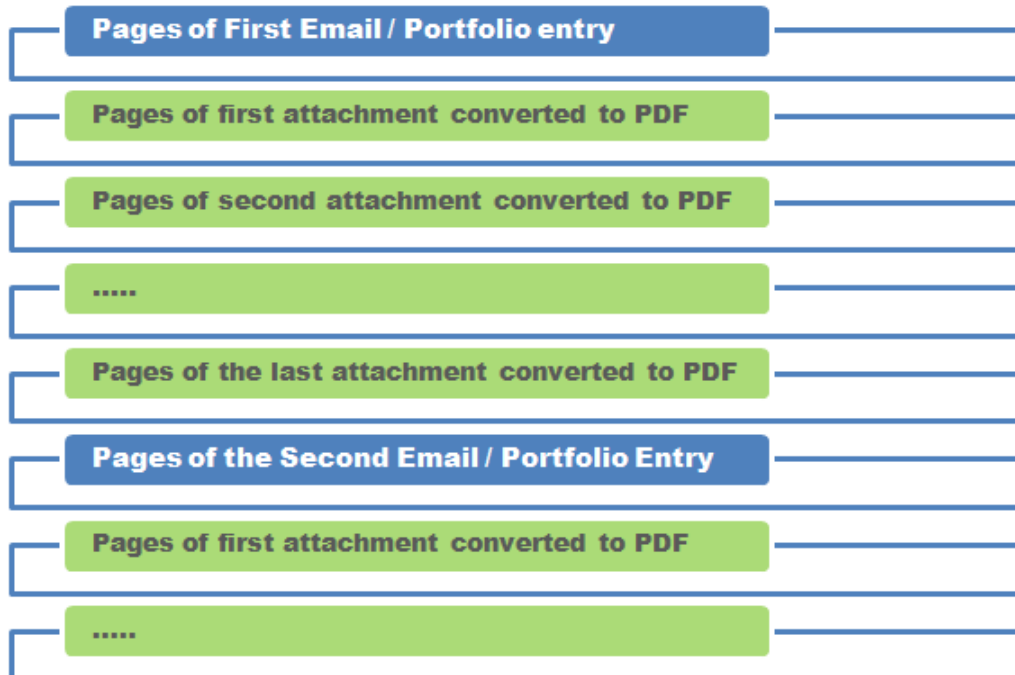 Pages of First Email / Portfolio entry
Pages of first attachment converted to PDF
Pages of second attachment converted to PDF
.....
Pages of the last attachment converted to PDF
Pages of the Second Email / Portfolio Entry
Pages of first attachment converted to PDF
.....